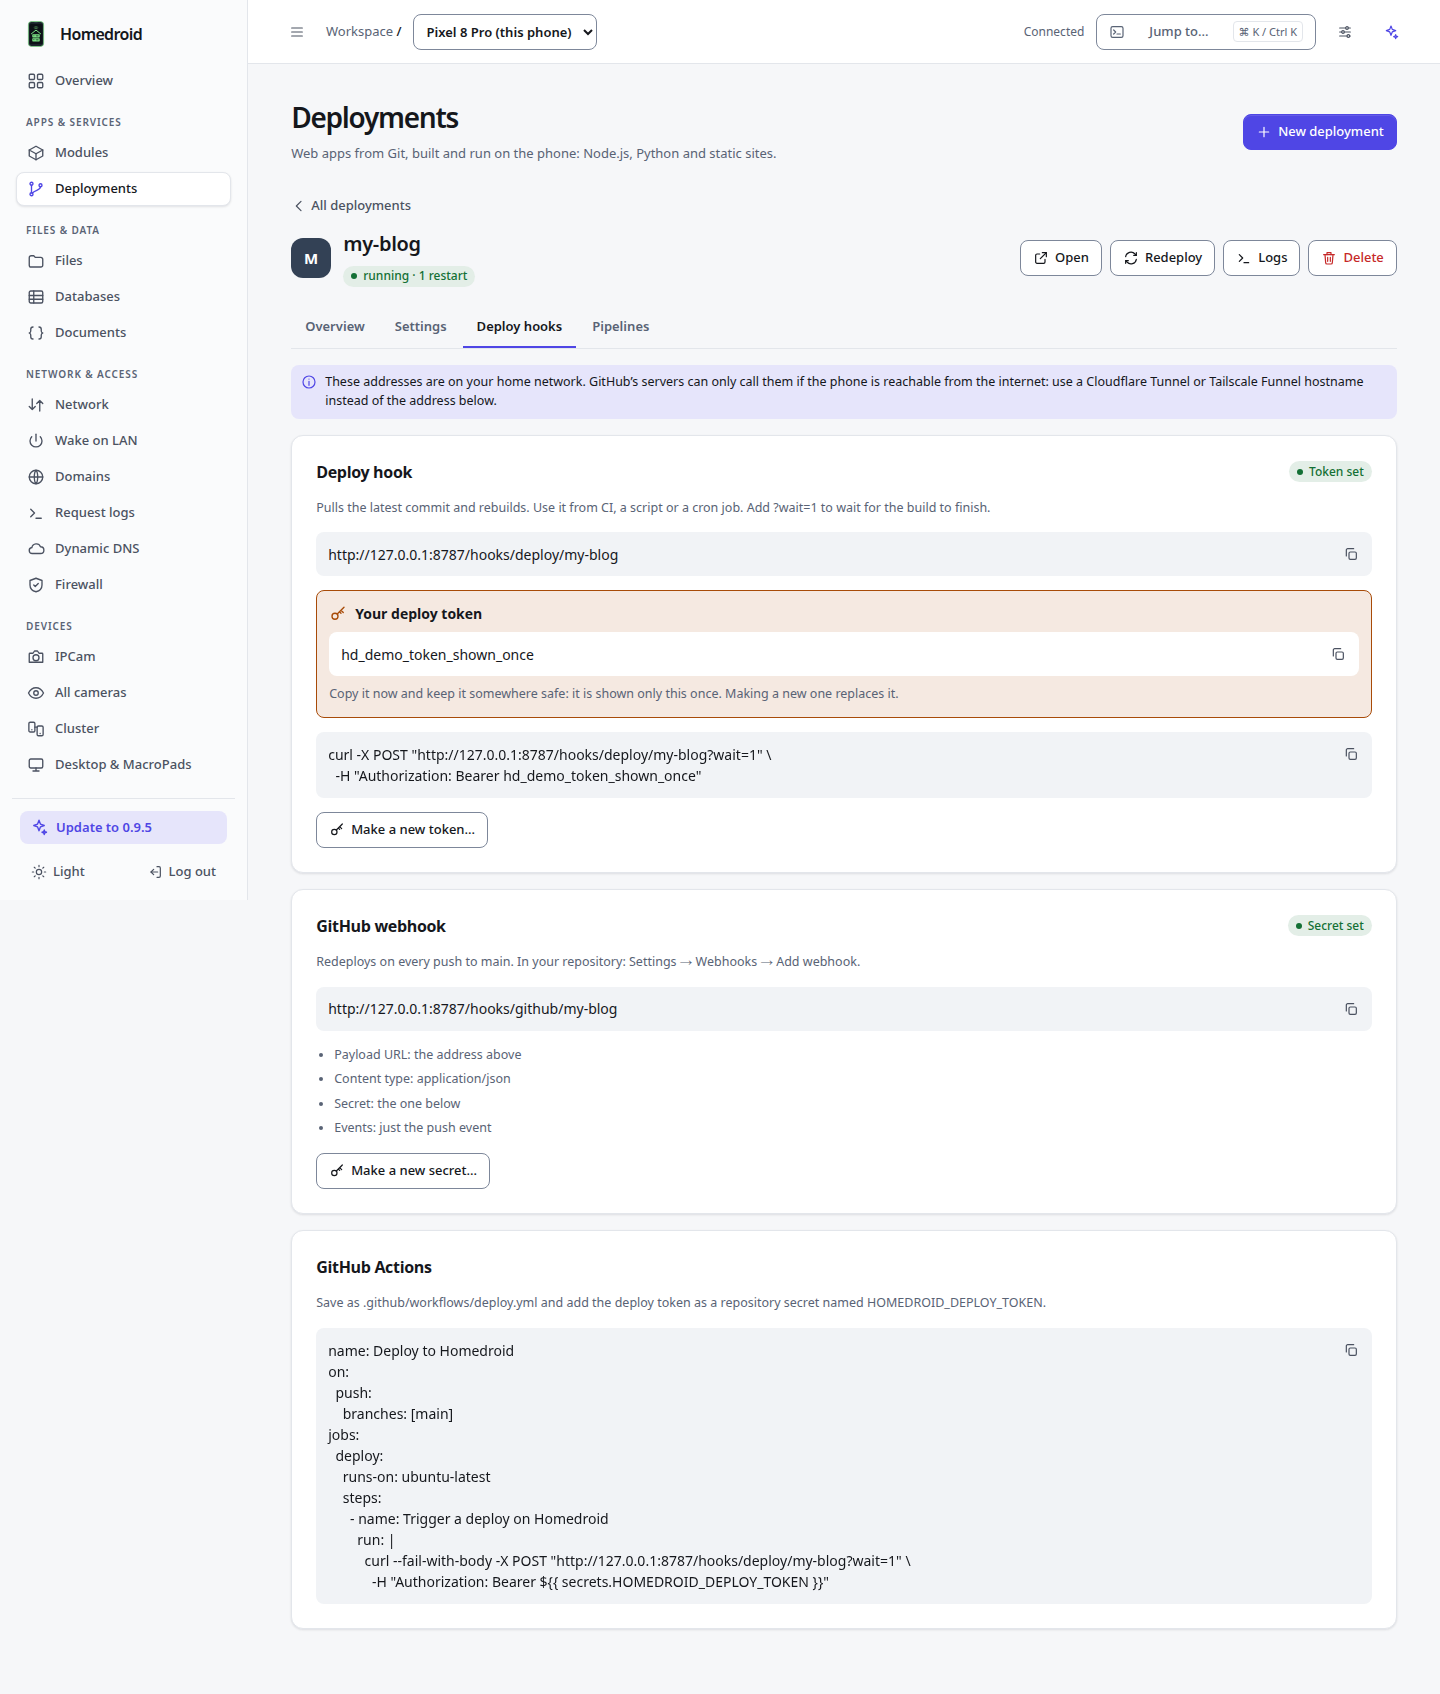 Homedroid
Overview
APPS & SERVICES
Modules
Deployments
FILES & DATA
Files
Databases
Documents
NETWORK & ACCESS
Network
Wake on LAN
Domains
Request logs
Dynamic DNS
Firewall
DEVICES
IPCam
All cameras
Cluster
Desktop & MacroPads
Update to 0.9.5
Light
Log out
Workspace /
Pixel 8 Pro (this phone)
Connected
Jump to...
⌘ K / Ctrl K
Deployments
Web apps from Git, built and run on the phone: Node.js, Python and static sites.
New deployment
All deployments
M
my-blog
running · 1 restart
Open
Redeploy
Logs
Delete
Overview
Settings
Deploy hooks
Pipelines
These addresses are on your home network. GitHub’s servers can only call them if the phone is reachable from the internet: use a Cloudflare Tunnel or Tailscale Funnel hostname
instead of the address below.
Deploy hook
Token set
Pulls the latest commit and rebuilds. Use it from CI, a script or a cron job. Add ?wait=1 to wait for the build to finish.
http://127.0.0.1:8787/hooks/deploy/my-blog
Your deploy token
hd_demo_token_shown_once
Copy it now and keep it somewhere safe: it is shown only this once. Making a new one replaces it.
curl -X POST "http://127.0.0.1:8787/hooks/deploy/my-blog?wait=1" \
-H "Authorization: Bearer hd_demo_token_shown_once"
Make a new token...
GitHub webhook
Secret set
Redeploys on every push to main. In your repository: Settings → Webhooks → Add webhook.
http://127.0.0.1:8787/hooks/github/my-blog
• Payload URL: the address above
• Content type: application/json
• Secret: the one below
• Events: just the push event
Make a new secret...
GitHub Actions
Save as .github/workflows/deploy.yml and add the deploy token as a repository secret named HOMEDROID_DEPLOY_TOKEN.
name: Deploy to Homedroid
on:
push:
branches: [main]
jobs:
deploy:
runs-on: ubuntu-latest
steps:
- name: Trigger a deploy on Homedroid
run: |
curl --fail-with-body -X POST "http://127.0.0.1:8787/hooks/deploy/my-blog?wait=1" \
-H "Authorization: Bearer ${{ secrets.HOMEDROID_DEPLOY_TOKEN }}"